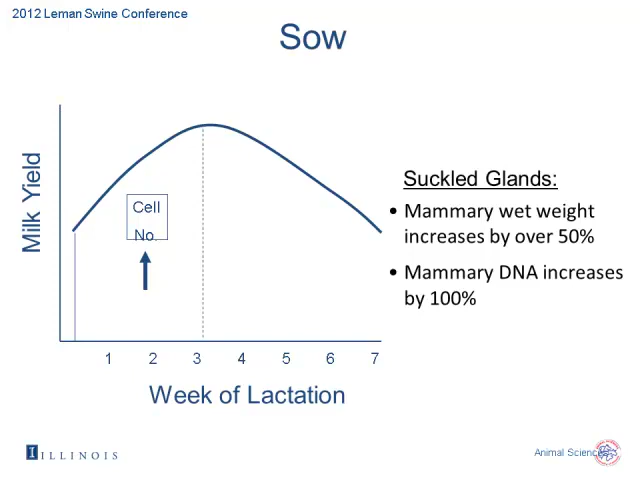 2012 Leman Swine Conference
Sow
Milk Yield
Cell
No.
Suckled Glands:
• Mammary wet weight
increases by over 50%
• Mammary DNA increases
by 100%
1 2 3 4 5 6 7
Week of Lactation
I ILLINOIS
Animal Sciences